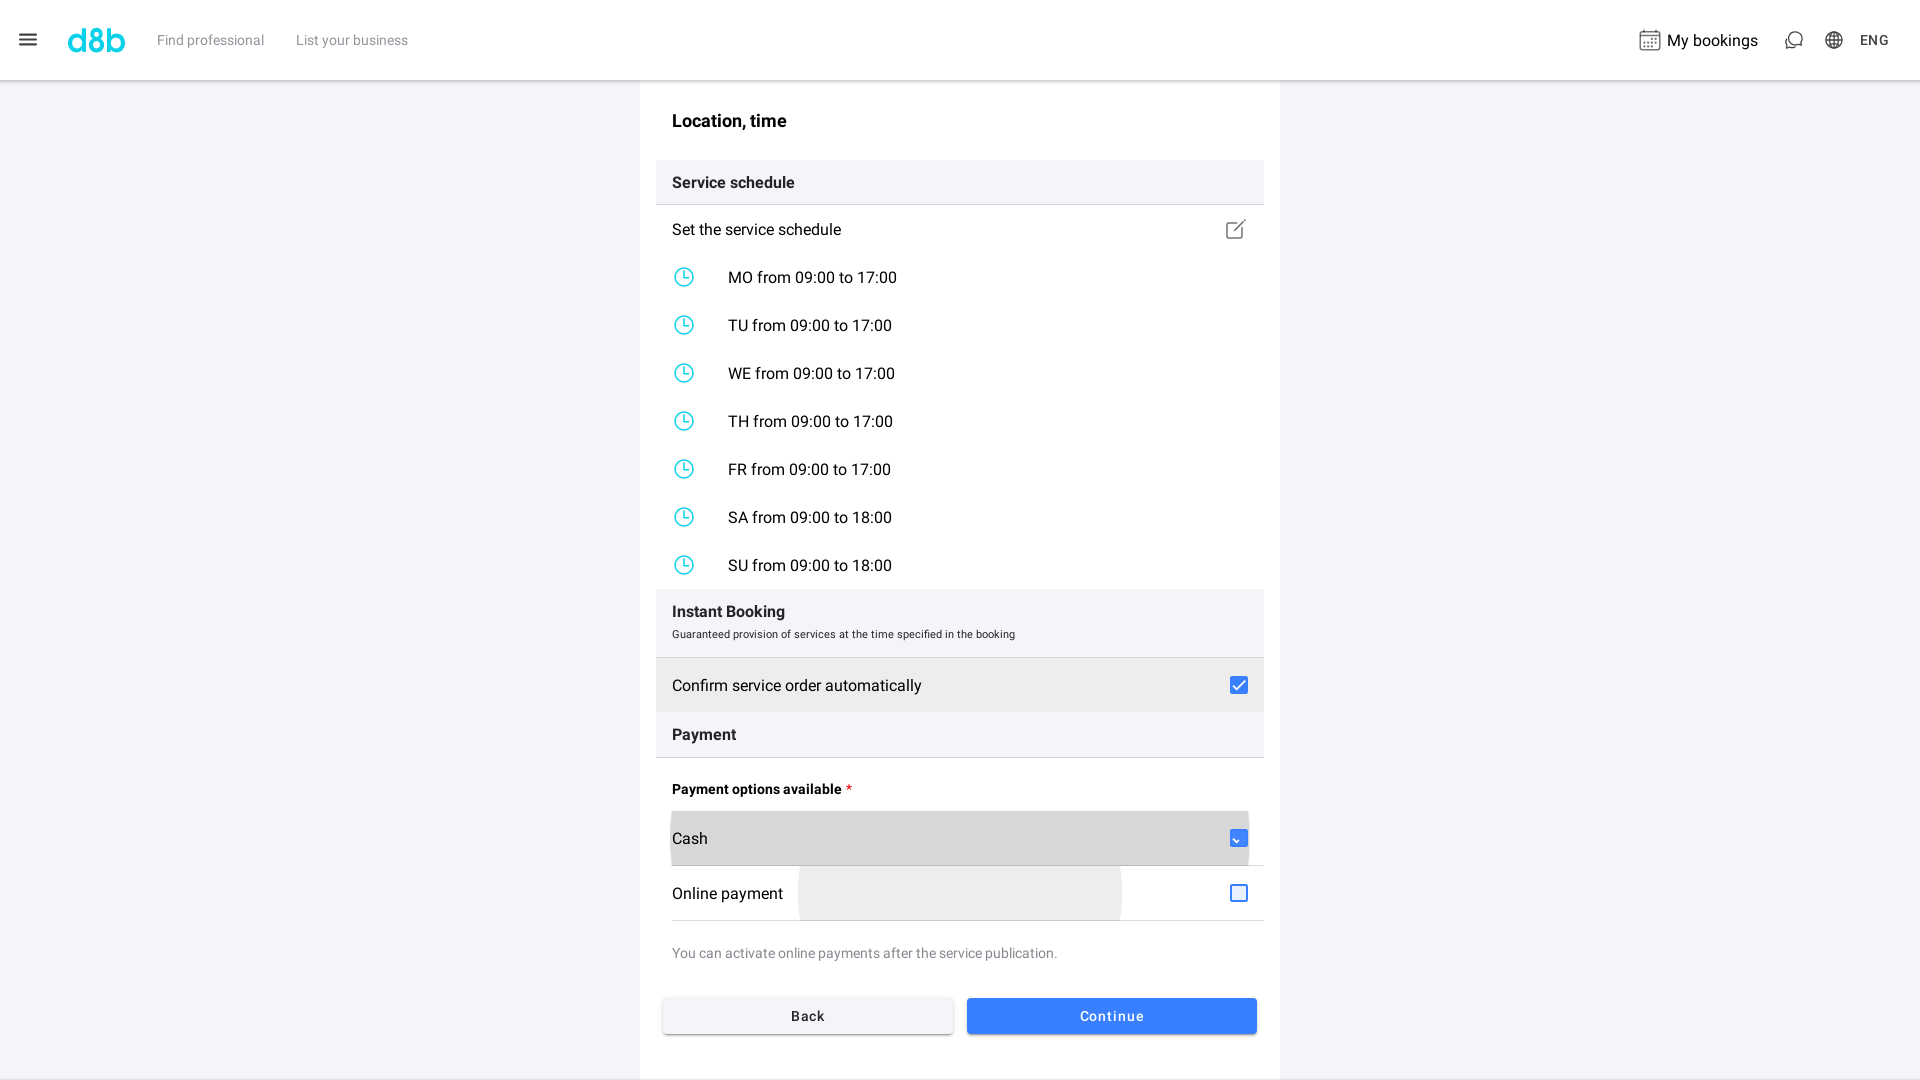 d8b
Find professional
List your business
My bookings
ENG
Location, time
Service schedule
Set the service schedule
MO from 09:00 to 17:00
TU from 09:00 to 17:00
WE from 09:00 to 17:00
TH from 09:00 to 17:00
FR from 09:00 to 17:00
SA from 09:00 to 18:00
SU from 09:00 to 18:00
Instant Booking
Guaranteed provision of services at the time specified in the booking
Confirm service order automatically
Payment
Payment options available *
Cash
Online payment
You can activate online payments after the service publication.
Back
Continue